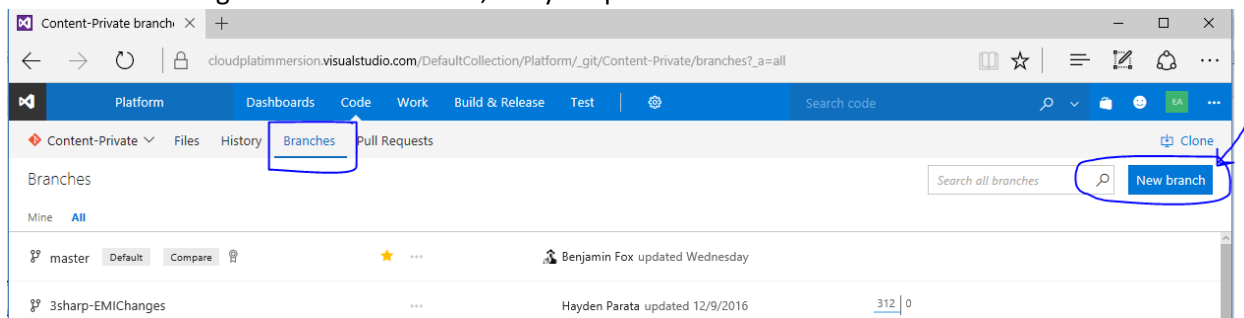 Content-Private branche
cloudplatimmersion.visualstudio.com/DefaultCollection/Platform/_git/Content-Private/branches?_a=all
Platform Dashboards Code Work Build & Release Test Search code EA
Content-Private Files History Branches Pull Requests Clone
Branches Search all branches New branch
Mine All
master Default Compare Benjamin Fox updated Wednesday
3sharp-EMIChanges Hayden Parata updated 12/9/2016 312 0